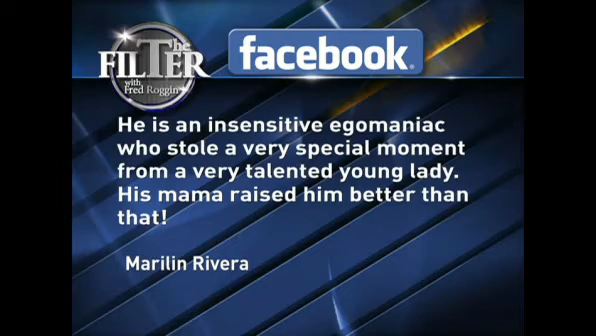 The
FILTER
with
Fred Roggin
facebook®
He is an insensitive egomaniac
who stole a very special moment
from a very talented young lady.
His mama raised him better than
that!
Marilin Rivera